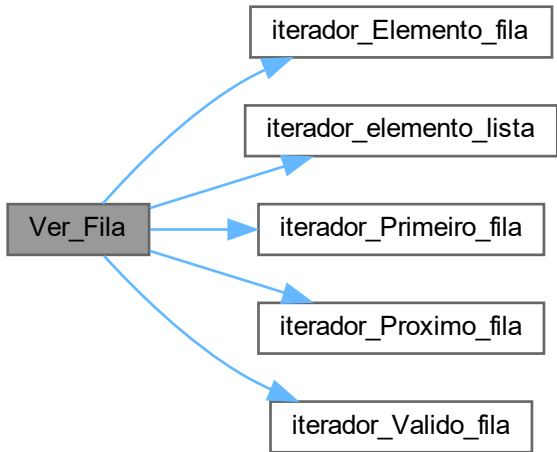 iterador_Elemento_fila
iterador_elemento_lista
Ver_Fila
iterador_Primeiro_fila
iterador_Proximo_fila
iterador_Valido_fila